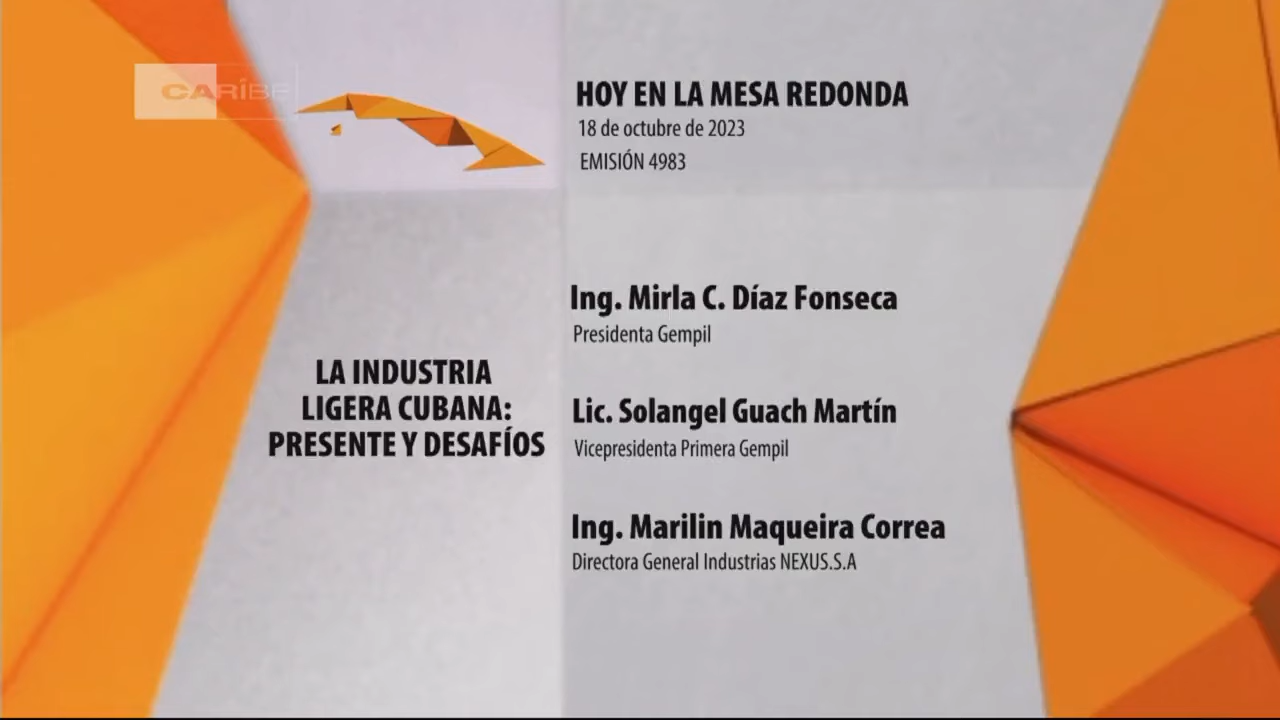 CARIBE
HOY EN LA MESA REDONDA
18 de octubre de 2023
EMISIÓN 4983
LA INDUSTRIA
LIGERA CUBANA:
PRESENTE Y DESAFÍOS
Ing. Mirla C. Díaz Fonseca
Presidenta Gempil
Lic. Solangel Guach Martín
Vicepresidenta Primera Gempil
Ing. Marilin Maqueira Correa
Directora General Industrias NEXUS.S.A